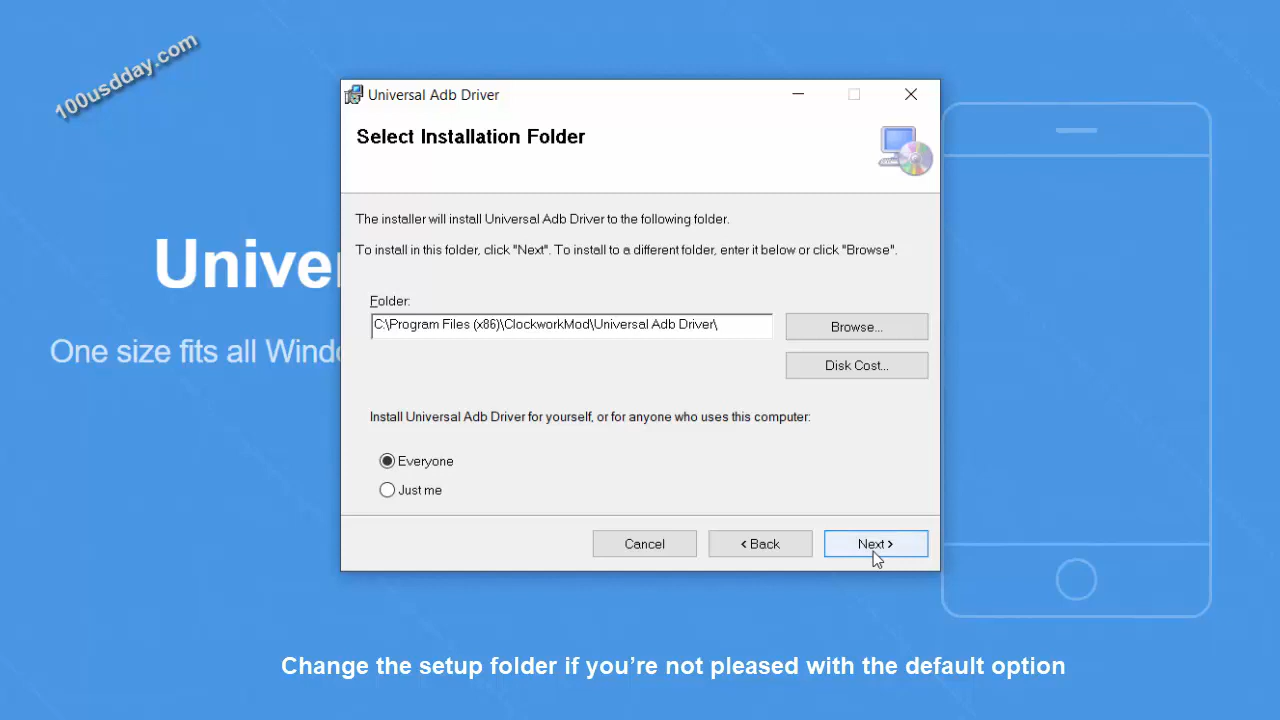 100usdday.com
Universal Adb Driver
Select Installation Folder
The installer will install Universal Adb Driver to the following folder.
To install in this folder, click "Next". To install to a different folder, enter it below or click "Browse".
Folder:
C:\Program Files (x86)\ClockworkMod\Universal Adb Driver\
Browse...
Disk Cost...
Install Universal Adb Driver for yourself, or for anyone who uses this computer:
Everyone
Just me
Cancel
< Back
Next >
Univer
One size fits all Windo
Change the setup folder if you’re not pleased with the default option